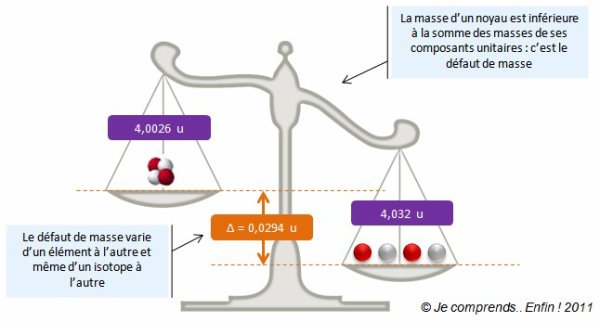 La masse d'un noyau est inférieure
à la somme des masses de ses
composants unitaires : c'est le
défaut de masse
4,0026 u
4,032 u
Δ = 0,0294 u
Le défaut de masse varie
d'un élément à l'autre et
même d'un isotope à
l'autre
© Je comprends.. Enfin ! 2011